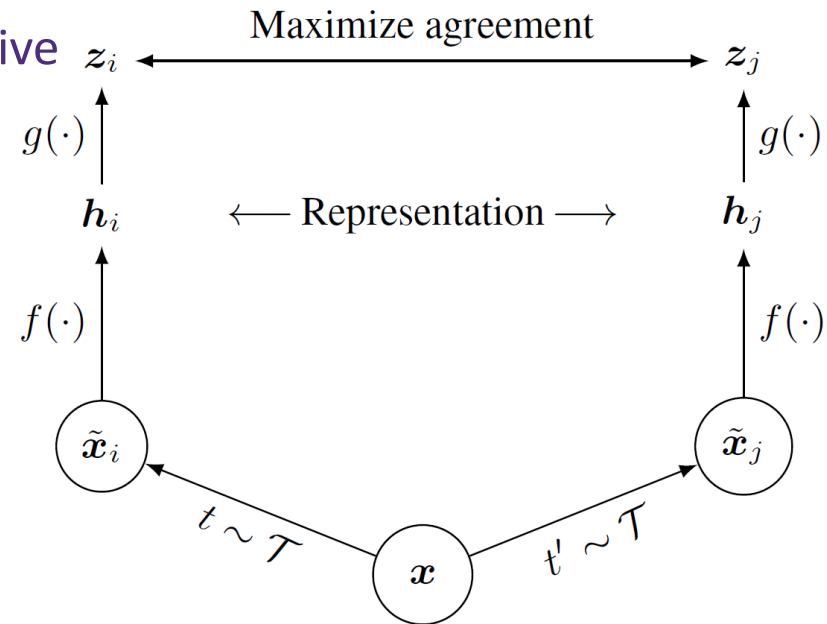 Maximize agreement
ive
z_i ⟷ z_j
g(·) g(·)
h_i ⟵ Representation ⟶ h_j
f(·) f(·)
x̃_i x̃_j
t ∼ 𝒯 t′ ∼ 𝒯
x